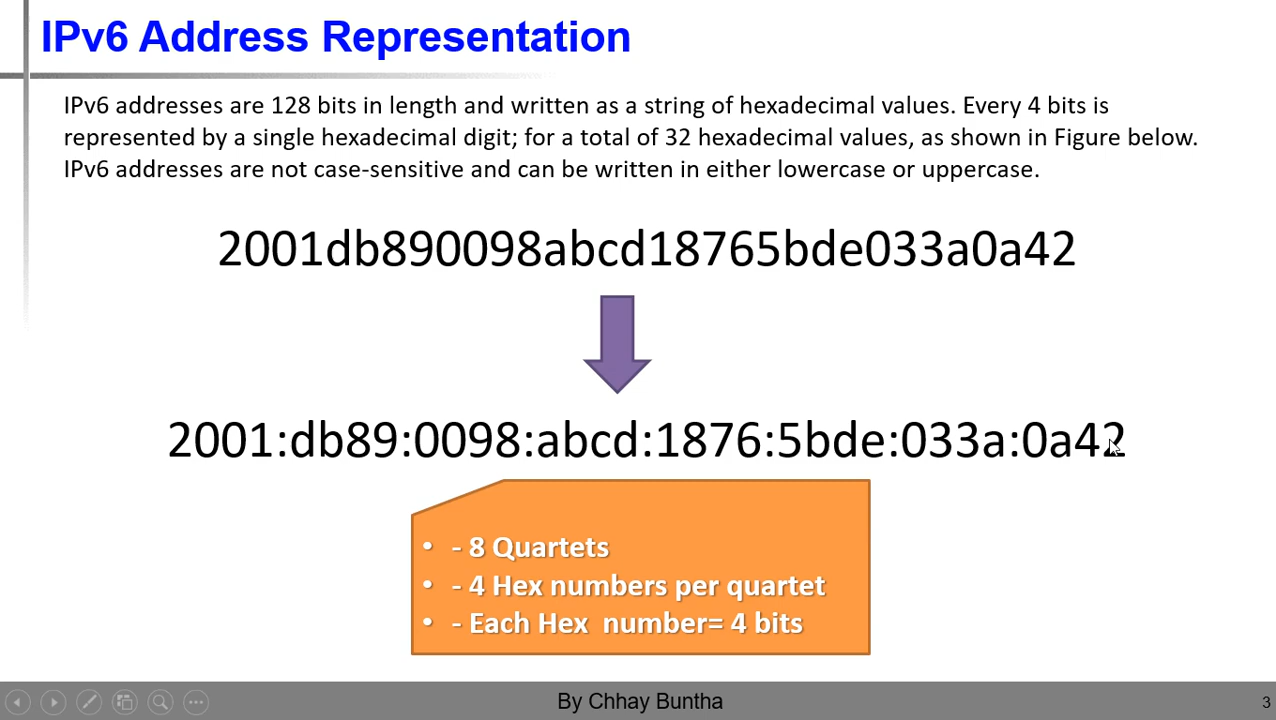 IPv6 Address Representation
IPv6 addresses are 128 bits in length and written as a string of hexadecimal values. Every 4 bits is
represented by a single hexadecimal digit; for a total of 32 hexadecimal values, as shown in Figure below.
IPv6 addresses are not case-sensitive and can be written in either lowercase or uppercase.
2001db890098abcd18765bde033a0a42
2001:db89:0098:abcd:1876:5bde:033a:0a42
• - 8 Quartets
• - 4 Hex numbers per quartet
• - Each Hex  number= 4 bits
By Chhay Buntha
3